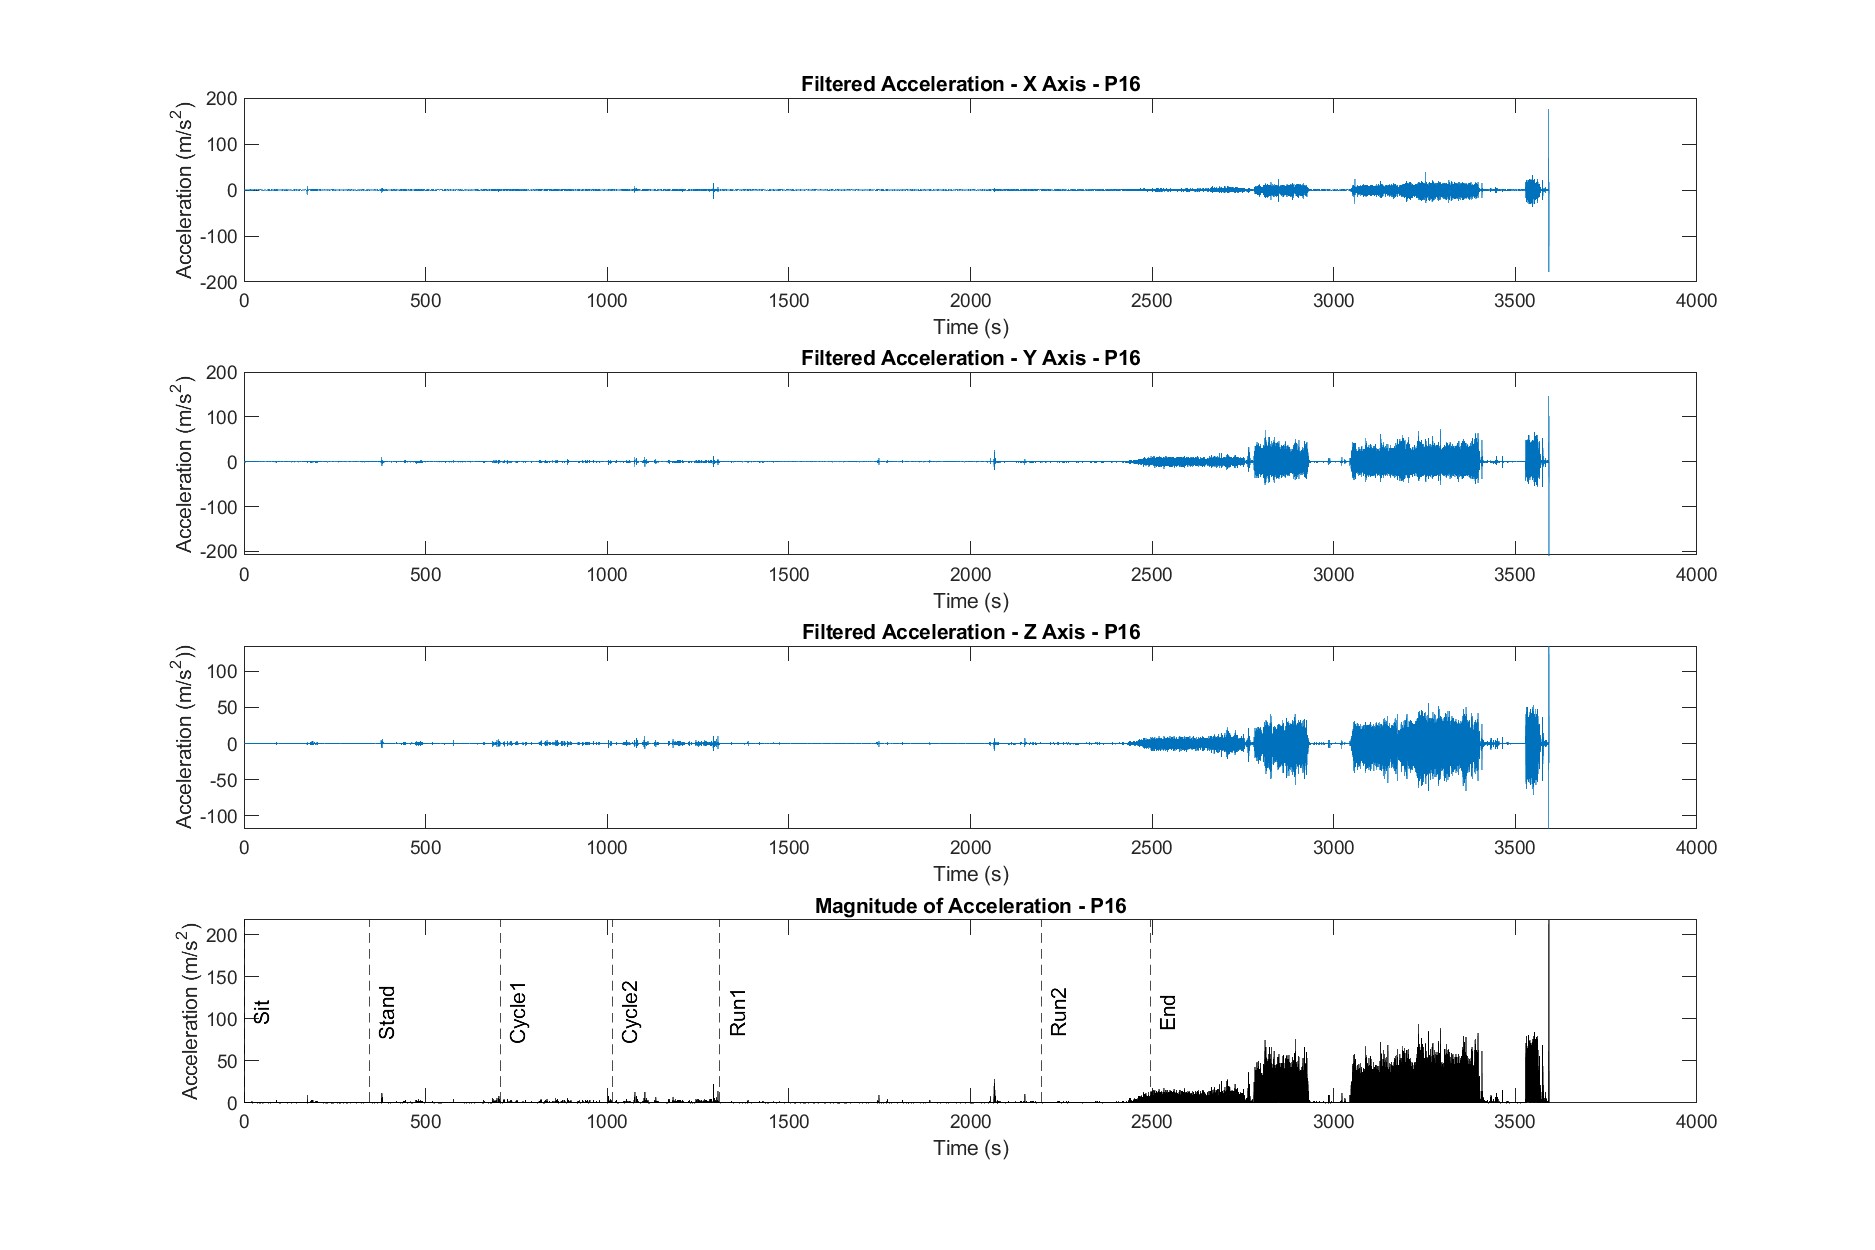 Filtered Acceleration - X Axis - P16
Acceleration (m/s²)
200
100
0
-100
-200
0 500 1000 1500 2000 2500 3000 3500 4000
Time (s)
Filtered Acceleration - Y Axis - P16
Acceleration (m/s²)
200
100
0
-100
-200
0 500 1000 1500 2000 2500 3000 3500 4000
Time (s)
Filtered Acceleration - Z Axis - P16
Acceleration (m/s²))
100
50
0
-50
-100
0 500 1000 1500 2000 2500 3000 3500 4000
Time (s)
Magnitude of Acceleration - P16
Acceleration (m/s²)
200
150
100
50
0
Sit
Stand
Cycle1
Cycle2
Run1
Run2
End
0 500 1000 1500 2000 2500 3000 3500 4000
Time (s)